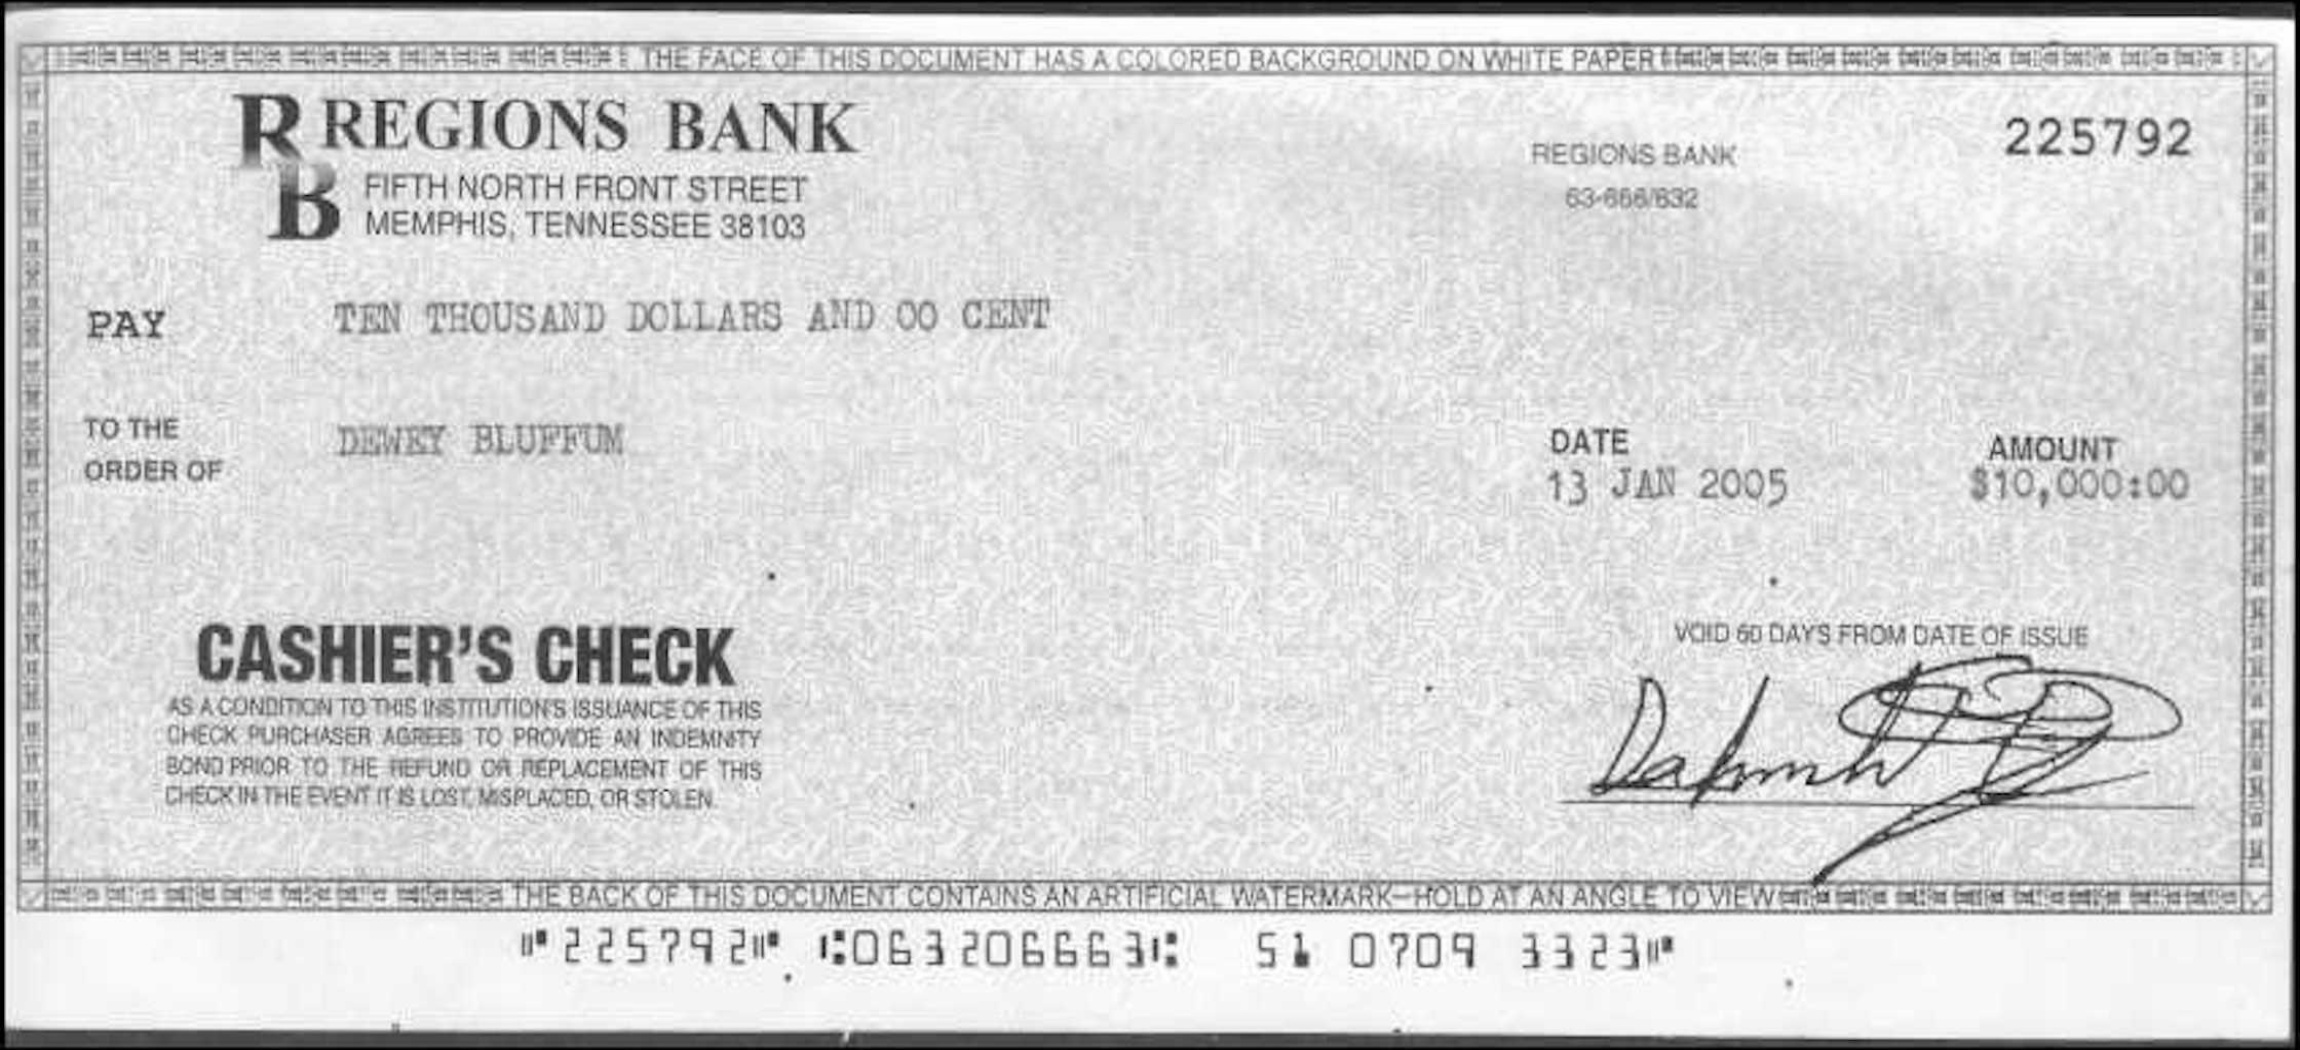 THE FACE OF THIS DOCUMENT HAS A COLORED BACKGROUND ON WHITE PAPER
REGIONS BANK
FIFTH NORTH FRONT STREET
MEMPHIS, TENNESSEE 38103
REGIONS BANK
63-666/632
225792
PAY TEN THOUSAND DOLLARS AND 00 CENT
TO THE
ORDER OF
DEWEY BLUFFUM
DATE
13 JAN 2005
AMOUNT
$10,000:00
CASHIER'S CHECK
AS A CONDITION TO THIS INSTITUTION'S ISSUANCE OF THIS
CHECK PURCHASER AGREES TO PROVIDE AN INDEMNITY
BOND PRIOR TO THE REFUND OR REPLACEMENT OF THIS
CHECK IN THE EVENT IT IS LOST, MISPLACED, OR STOLEN.
VOID 60 DAYS FROM DATE OF ISSUE
THE BACK OF THIS DOCUMENT CONTAINS AN ARTIFICIAL WATERMARK—HOLD AT AN ANGLE TO VIEW
⑈225792⑈ ⑆063206663⑆ 51 0709 3323⑈